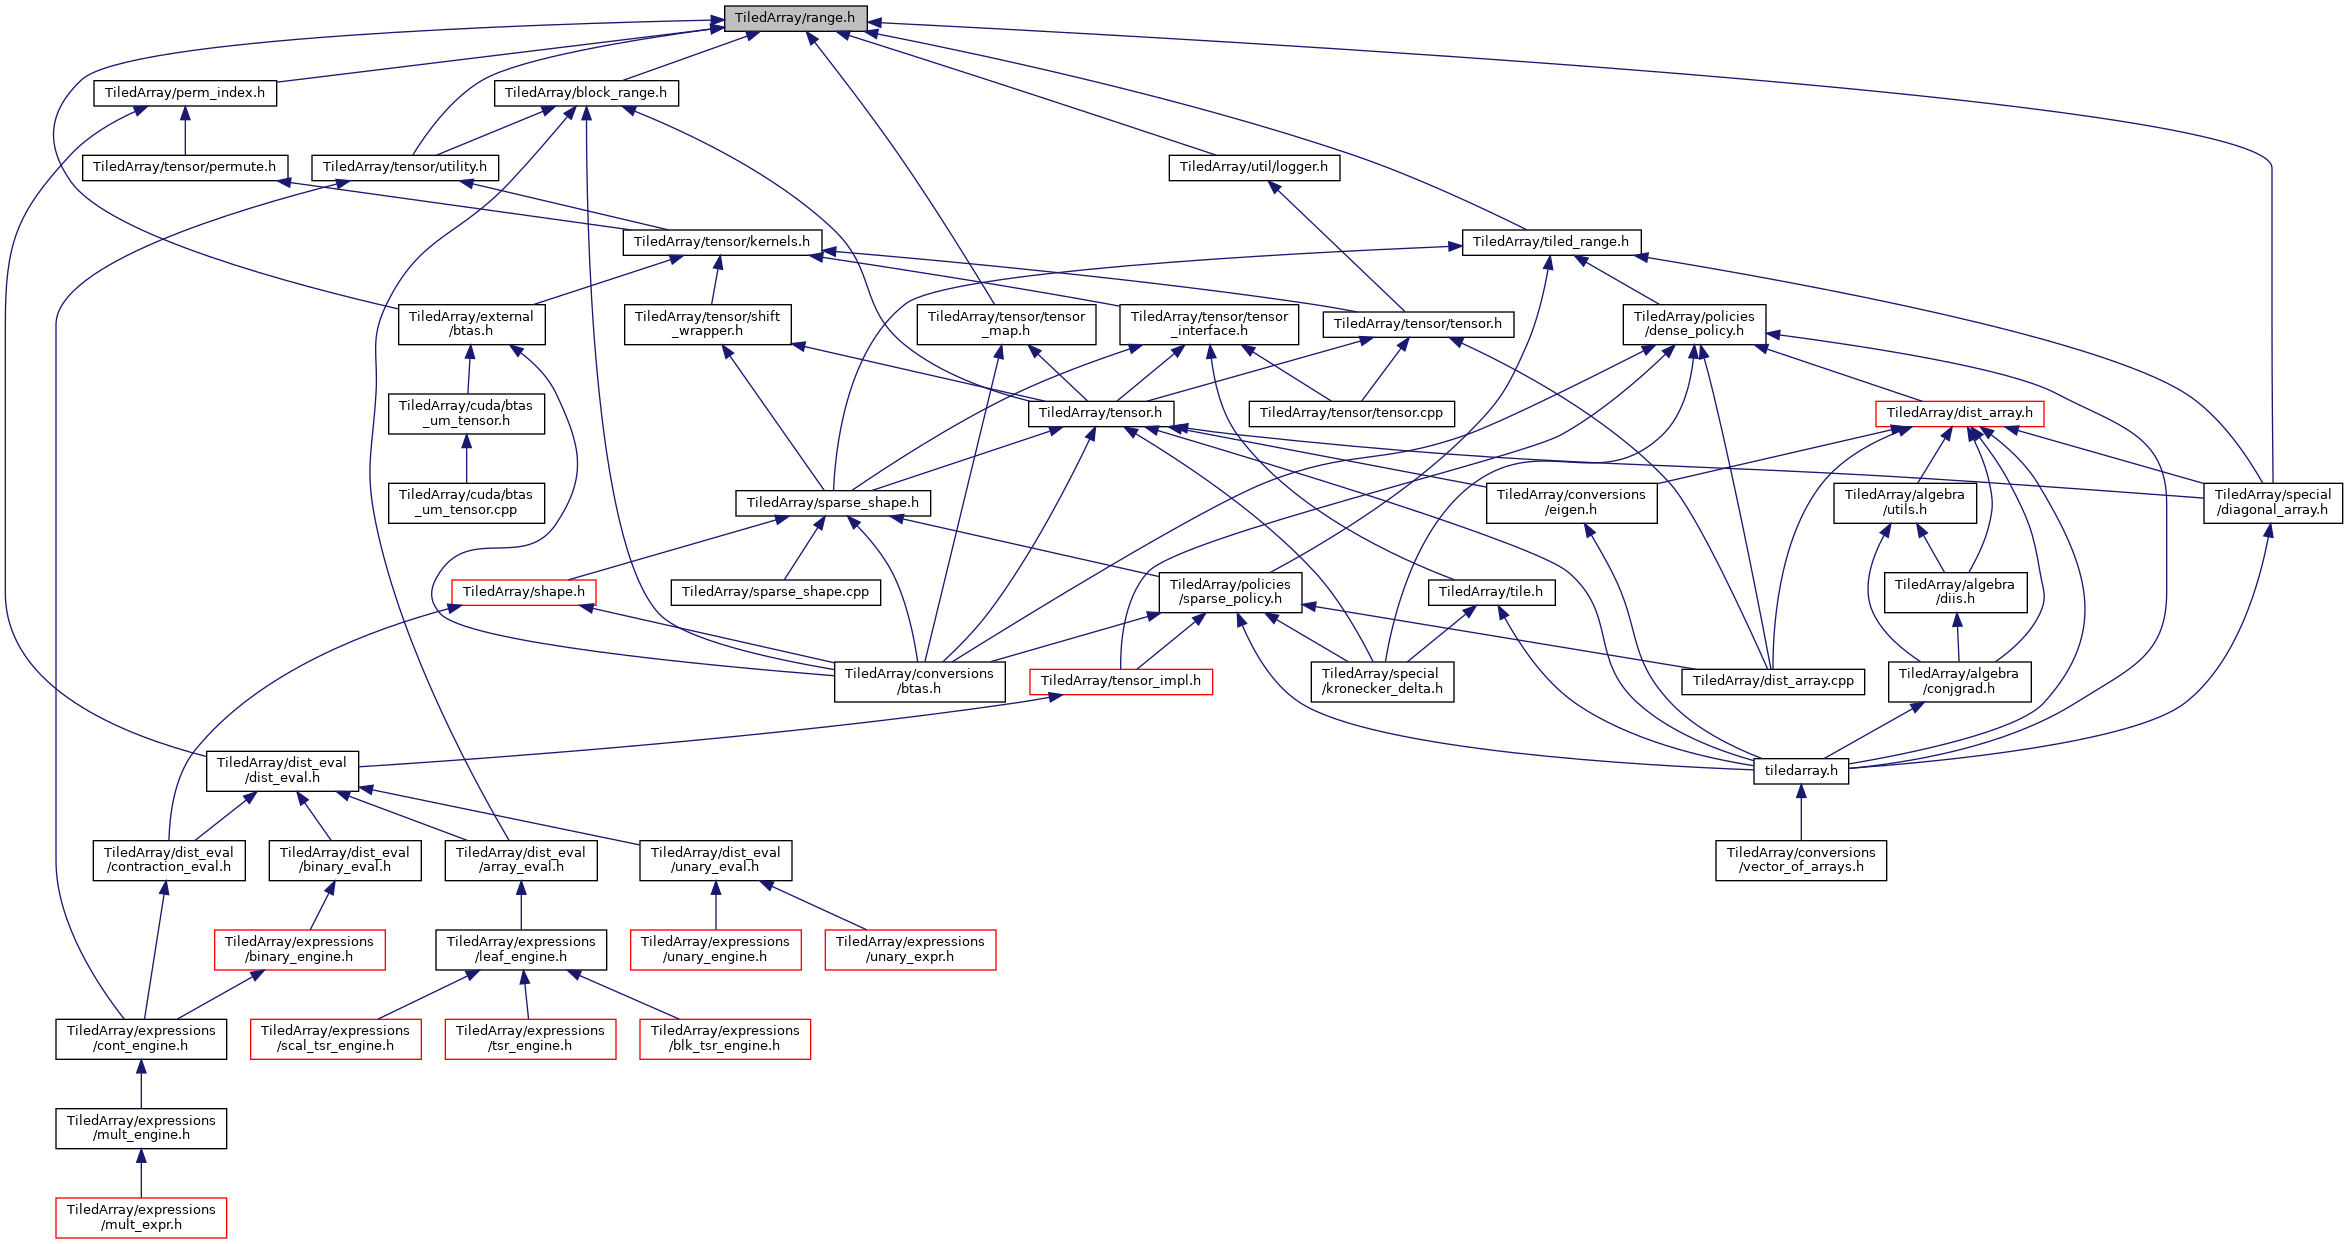 TiledArray/range.h
TiledArray/perm_index.h
TiledArray/block_range.h
TiledArray/tensor/permute.h
TiledArray/tensor/utility.h
TiledArray/util/logger.h
TiledArray/tensor/kernels.h
TiledArray/tiled_range.h
TiledArray/external
/btas.h
TiledArray/tensor/shift
_wrapper.h
TiledArray/tensor/tensor
_map.h
TiledArray/tensor/tensor
_interface.h
TiledArray/tensor/tensor.h
TiledArray/policies
/dense_policy.h
TiledArray/cuda/btas
_um_tensor.h
TiledArray/tensor.h
TiledArray/tensor/tensor.cpp
TiledArray/dist_array.h
TiledArray/cuda/btas
_um_tensor.cpp
TiledArray/sparse_shape.h
TiledArray/conversions
/eigen.h
TiledArray/algebra
/utils.h
TiledArray/special
/diagonal_array.h
TiledArray/shape.h
TiledArray/sparse_shape.cpp
TiledArray/policies
/sparse_policy.h
TiledArray/tile.h
TiledArray/algebra
/diis.h
TiledArray/conversions
/btas.h
TiledArray/tensor_impl.h
TiledArray/special
/kronecker_delta.h
TiledArray/dist_array.cpp
TiledArray/algebra
/conjgrad.h
TiledArray/dist_eval
/dist_eval.h
tiledarray.h
TiledArray/dist_eval
/contraction_eval.h
TiledArray/dist_eval
/binary_eval.h
TiledArray/dist_eval
/array_eval.h
TiledArray/dist_eval
/unary_eval.h
TiledArray/conversions
/vector_of_arrays.h
TiledArray/expressions
/binary_engine.h
TiledArray/expressions
/leaf_engine.h
TiledArray/expressions
/unary_engine.h
TiledArray/expressions
/unary_expr.h
TiledArray/expressions
/cont_engine.h
TiledArray/expressions
/scal_tsr_engine.h
TiledArray/expressions
/tsr_engine.h
TiledArray/expressions
/blk_tsr_engine.h
TiledArray/expressions
/mult_engine.h
TiledArray/expressions
/mult_expr.h